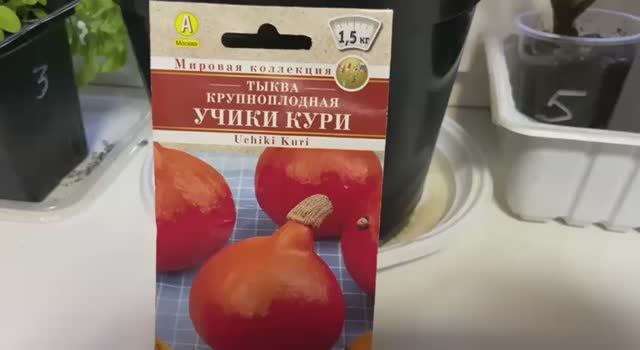 А
Москва
1,5 кг
Мировая коллекция
ТЫКВА
КРУПНОПЛОДНАЯ
УЧИКИ КУРИ
Uchiki Kuri
3
5